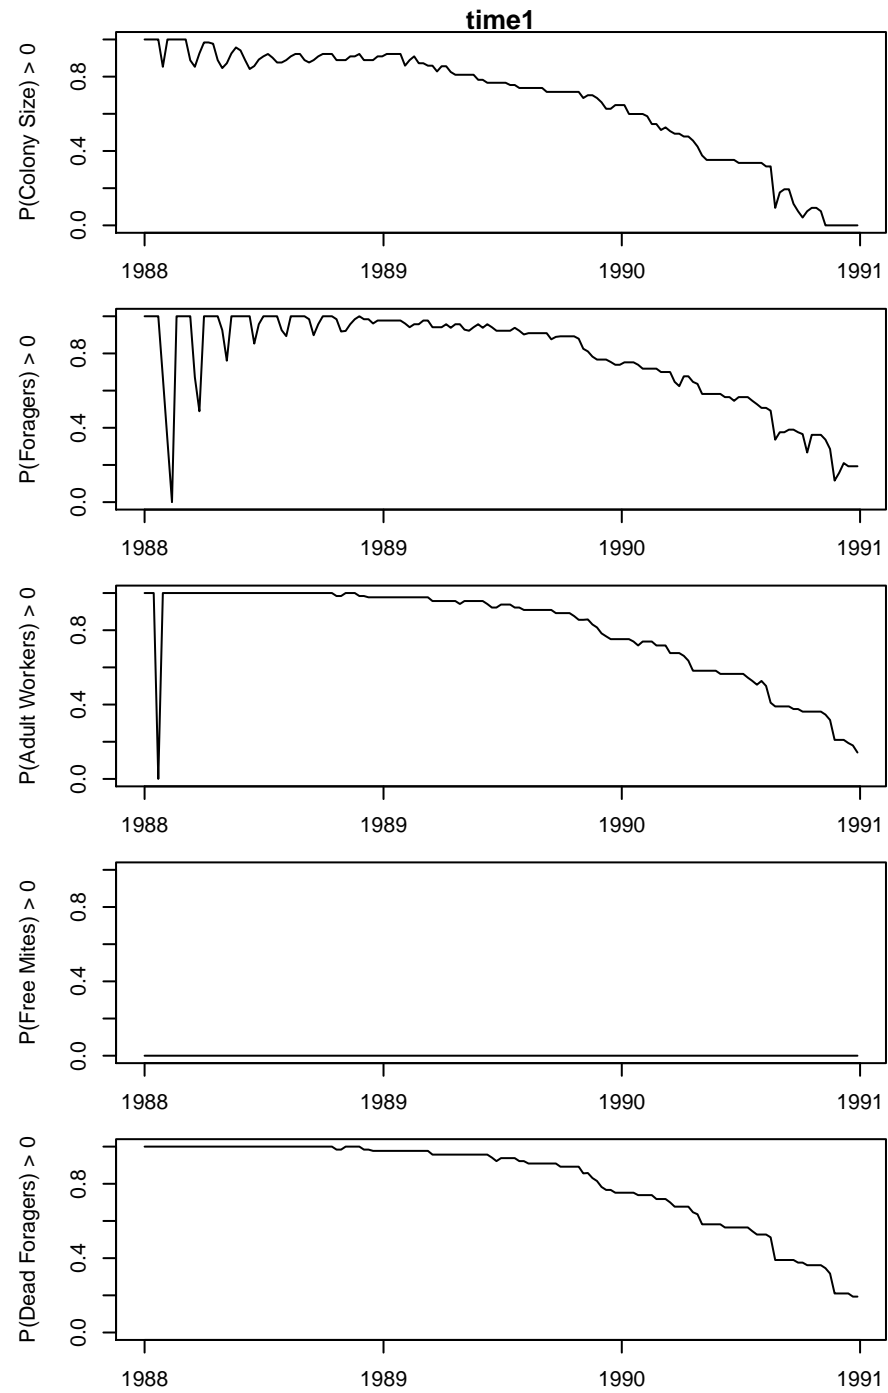 time1
P(Colony Size) > 0
0.0 0.4 0.8
1988 1989 1990 1991
P(Foragers) > 0
0.0 0.4 0.8
1988 1989 1990 1991
P(Adult Workers) > 0
0.0 0.4 0.8
1988 1989 1990 1991
P(Free Mites) > 0
0.0 0.4 0.8
1988 1989 1990 1991
P(Dead Foragers) > 0
0.0 0.4 0.8
1988 1989 1990 1991